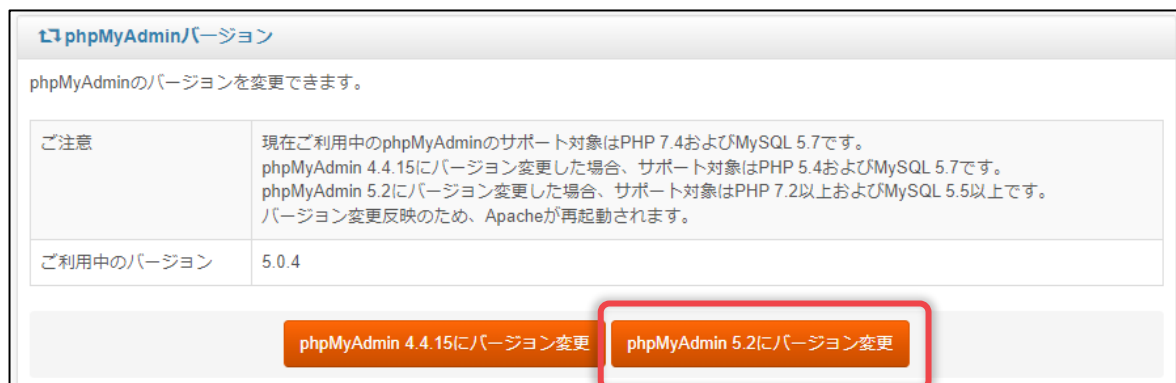 phpMyAdminバージョン
phpMyAdminのバージョンを変更できます。
ご注意
現在ご利用中のphpMyAdminのサポート対象はPHP 7.4およびMySQL 5.7です。
phpMyAdmin 4.4.15にバージョン変更した場合、サポート対象はPHP 5.4およびMySQL 5.7です。
phpMyAdmin 5.2にバージョン変更した場合、サポート対象はPHP 7.2以上およびMySQL 5.5以上です。
バージョン変更反映のため、Apacheが再起動されます。
ご利用中のバージョン
5.0.4
phpMyAdmin 4.4.15にバージョン変更
phpMyAdmin 5.2にバージョン変更